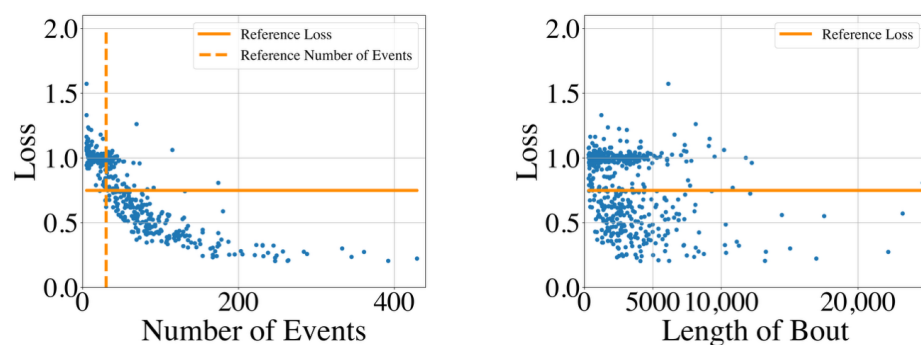 2.0
1.5
1.0
0.5
0.0
Loss
Reference Loss
Reference Number of Events
0
200
400
Number of Events
2.0
1.5
1.0
0.5
0.0
Loss
Reference Loss
0
5000
10,000
20,000
Length of Bout